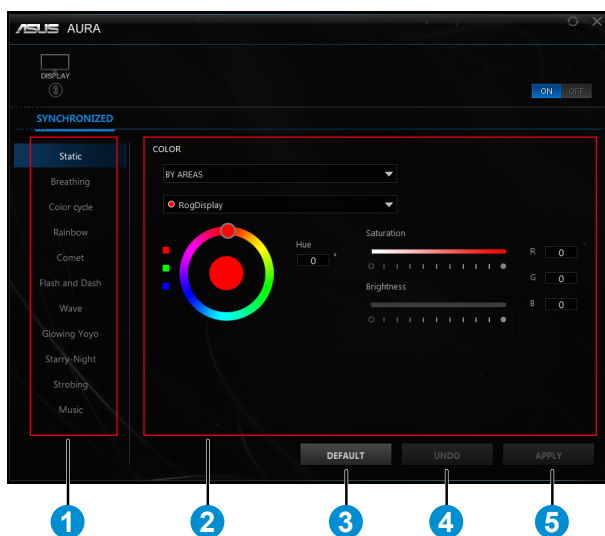 ASUS AURA
DISPLAY
ON OFF
SYNCHRONIZED
Static
Breathing
Color cycle
Rainbow
Comet
Flash and Dash
Wave
Glowing Yoyo
Starry-Night
Strobing
Music
COLOR
BY AREAS
RogDisplay
Hue
0 °
Saturation
Brightness
R 0
G 0
B 0
DEFAULT UNDO APPLY
1 2 3 4 5